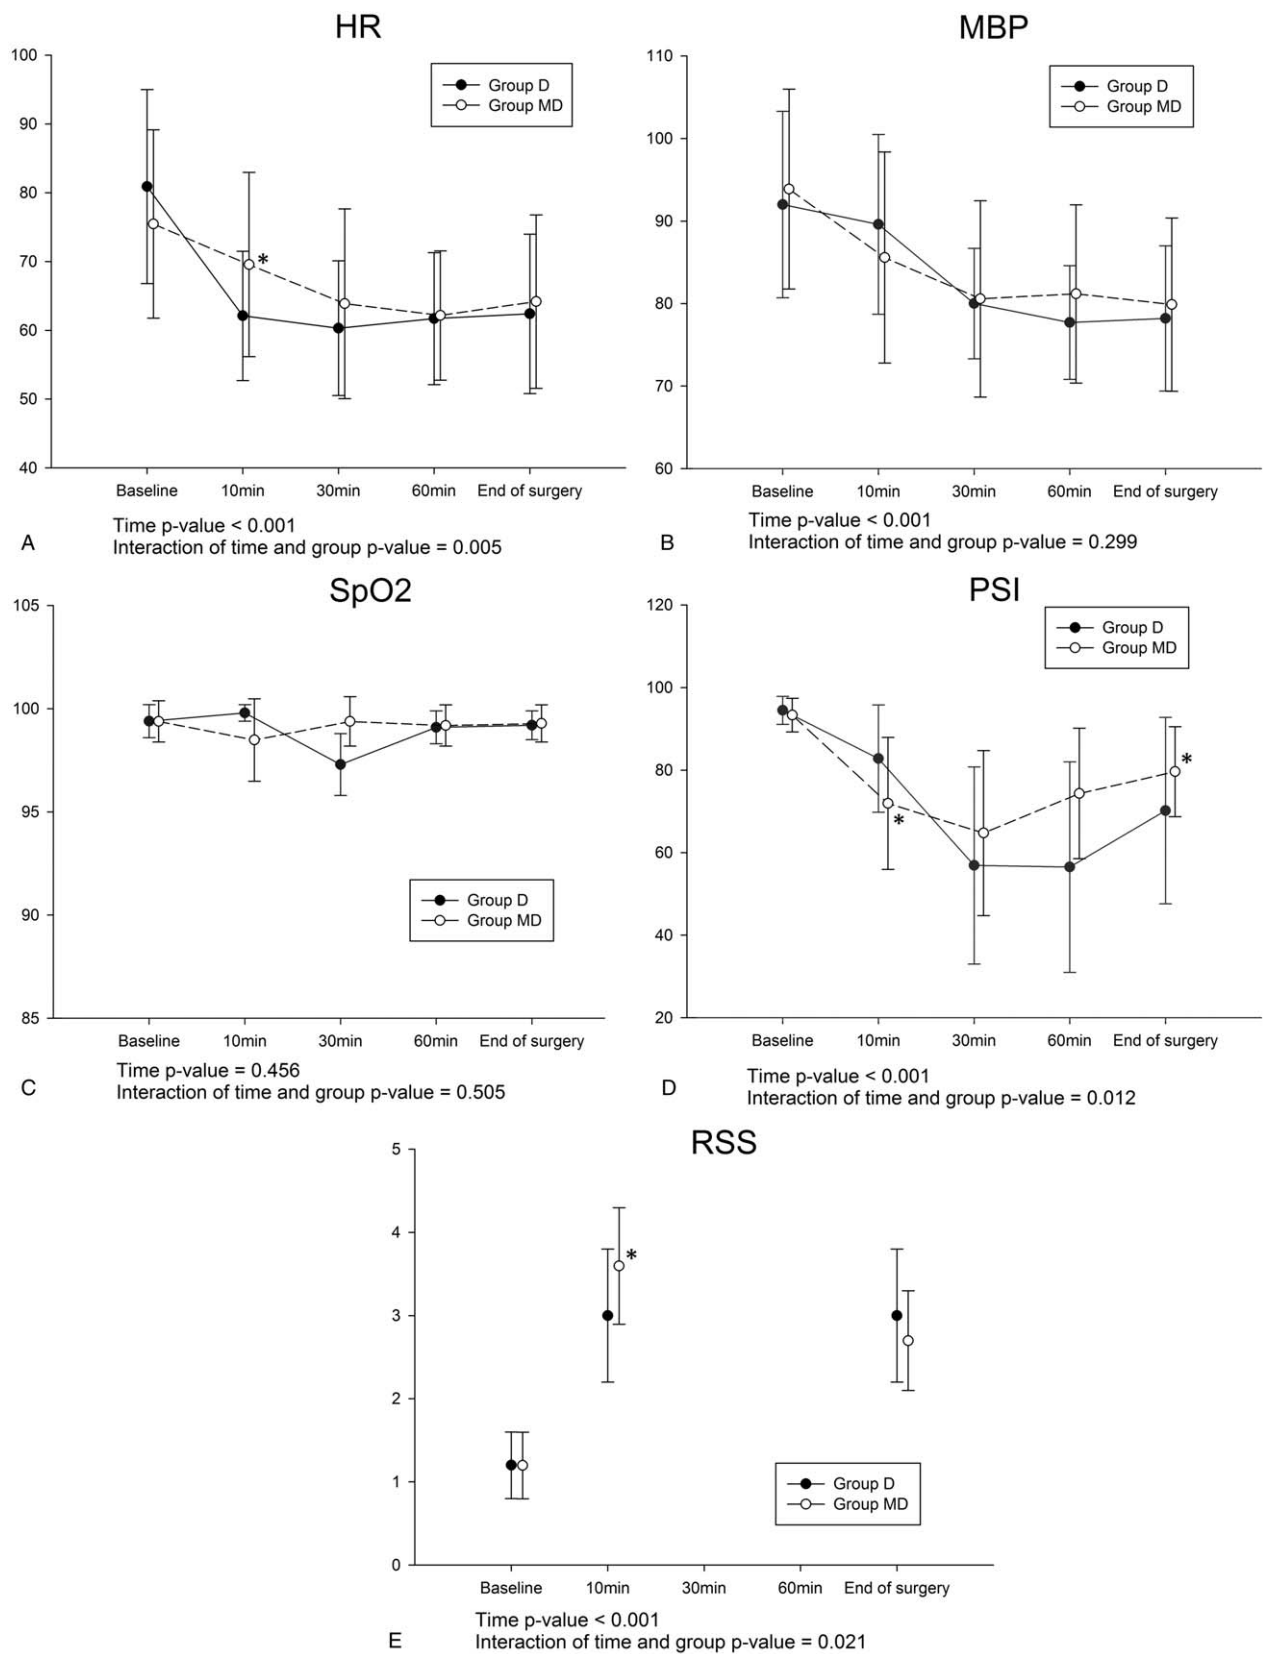 HR
100
90
80
70
60
50
40
Group D
Group MD
*
Baseline 10min 30min 60min End of surgery
Time p-value < 0.001
Interaction of time and group p-value = 0.005
A
MBP
110
100
90
80
70
60
Group D
Group MD
Baseline 10min 30min 60min End of surgery
Time p-value < 0.001
Interaction of time and group p-value = 0.299
B
SpO2
105
100
95
90
85
Group D
Group MD
Baseline 10min 30min 60min End of surgery
Time p-value = 0.456
Interaction of time and group p-value = 0.505
C
PSI
120
100
80
60
40
20
Group D
Group MD
*
*
Baseline 10min 30min 60min End of surgery
Time p-value < 0.001
Interaction of time and group p-value = 0.012
D
RSS
5
4
3
2
1
0
*
Group D
Group MD
Baseline 10min 30min 60min End of surgery
Time p-value < 0.001
Interaction of time and group p-value = 0.021
E